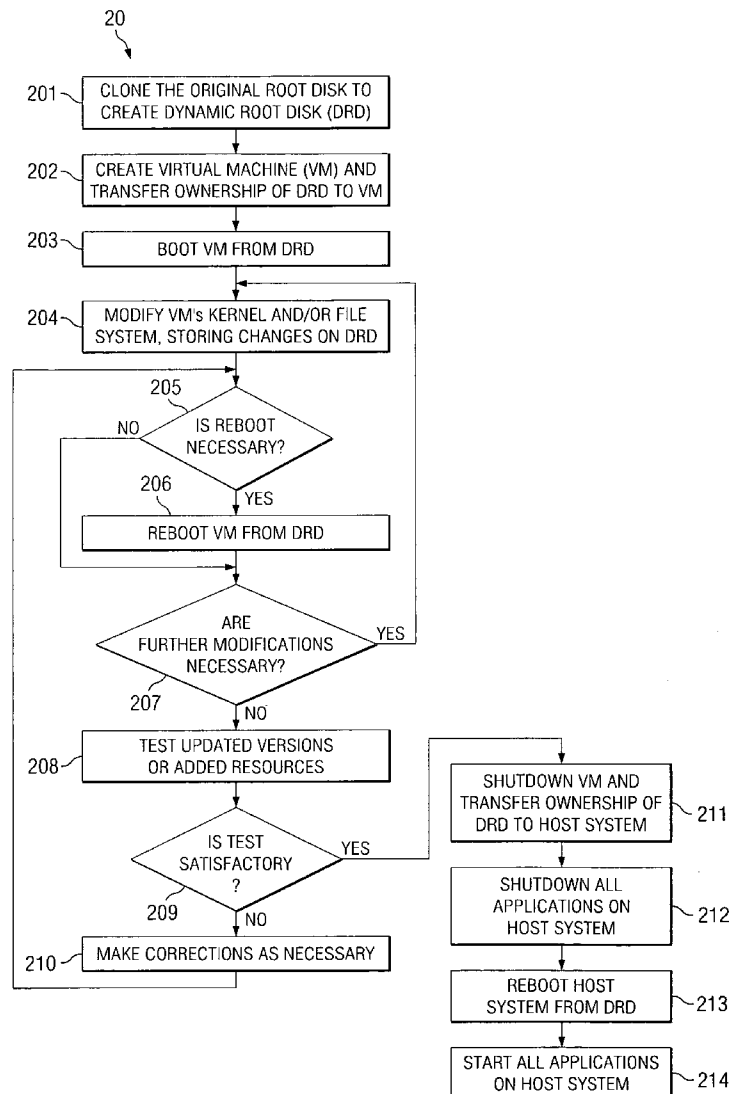 20
201
CLONE THE ORIGINAL ROOT DISK TO
CREATE DYNAMIC ROOT DISK (DRD)
202
CREATE VIRTUAL MACHINE (VM) AND
TRANSFER OWNERSHIP OF DRD TO VM
203
BOOT VM FROM DRD
204
MODIFY VM's KERNEL AND/OR FILE
SYSTEM, STORING CHANGES ON DRD
205
IS REBOOT
NECESSARY?
NO
YES
206
REBOOT VM FROM DRD
ARE
FURTHER MODIFICATIONS
NECESSARY?
YES
207
NO
208
TEST UPDATED VERSIONS
OR ADDED RESOURCES
IS TEST
SATISFACTORY
?
YES
209
NO
210
MAKE CORRECTIONS AS NECESSARY
SHUTDOWN VM AND
TRANSFER OWNERSHIP OF
DRD TO HOST SYSTEM
211
SHUTDOWN ALL
APPLICATIONS ON
HOST SYSTEM
212
REBOOT HOST
SYSTEM FROM DRD
213
START ALL APPLICATIONS
ON HOST SYSTEM
214